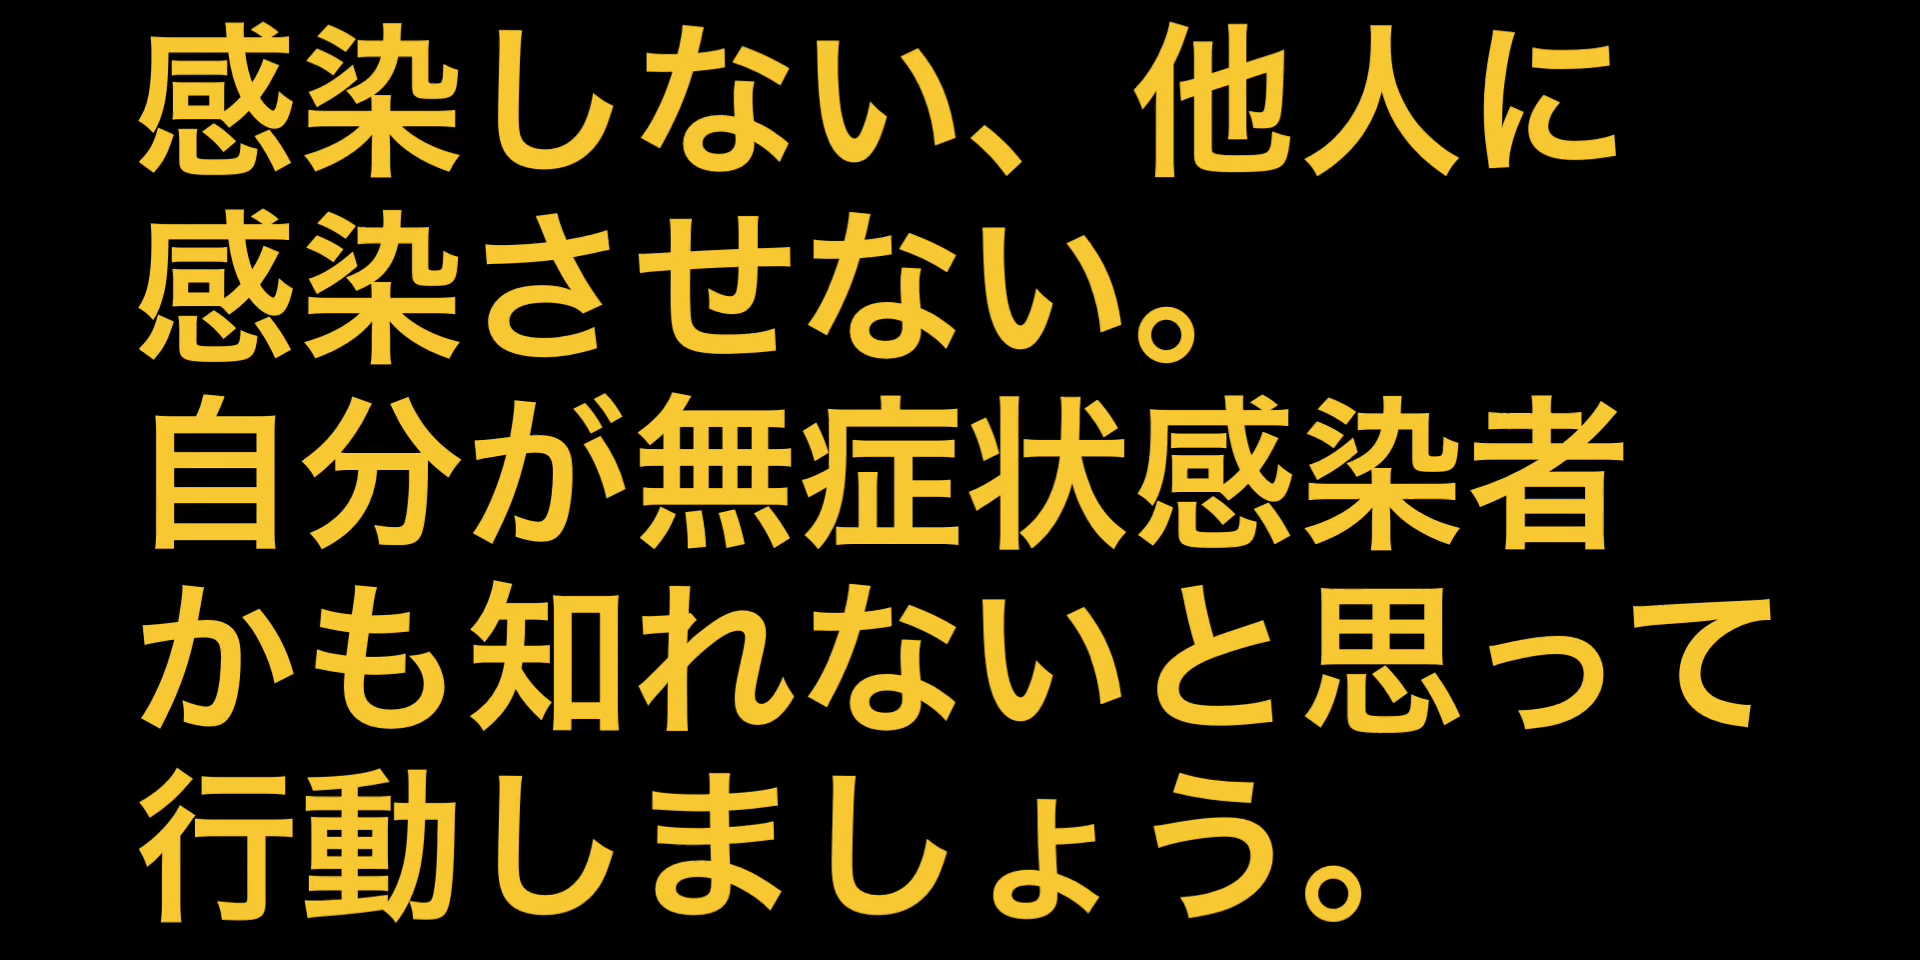 感染しない、他人に
感染させない。
自分が無症状感染者
かも知れないと思って
行動しましょう。